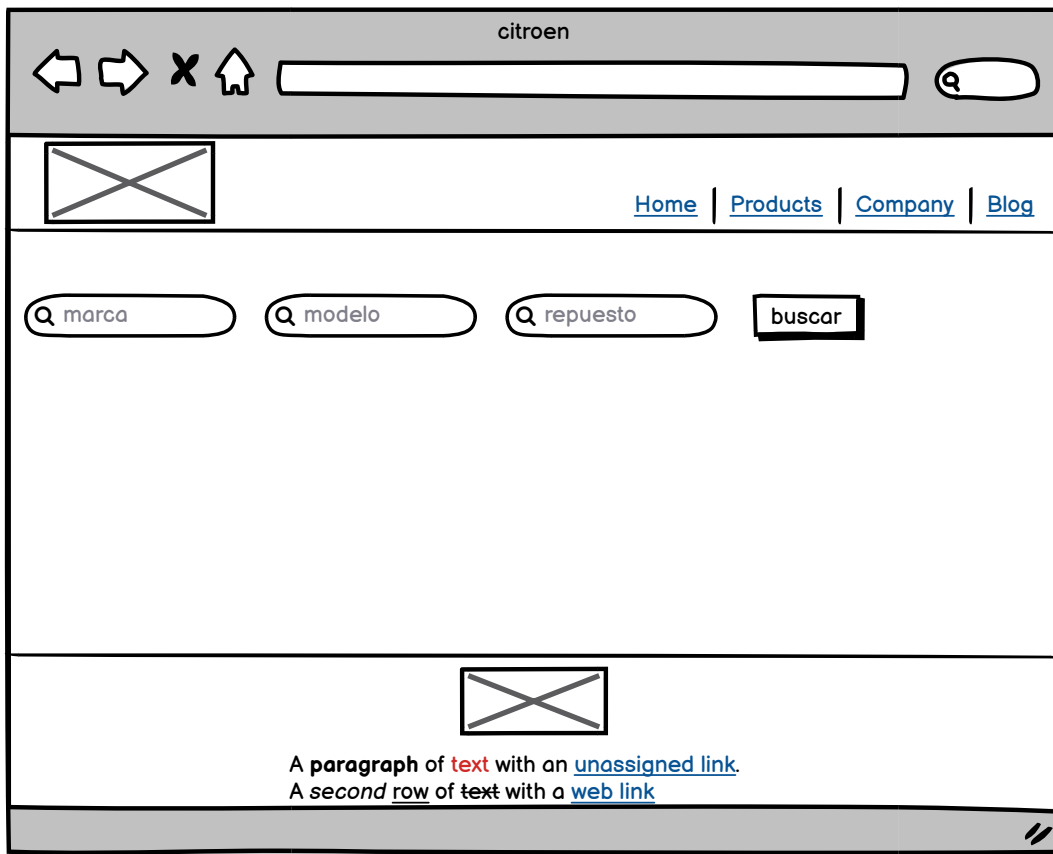 citroen
Home Products Company Blog
marca modelo repuesto buscar
A paragraph of text with an unassigned link.
A second row of text with a web link